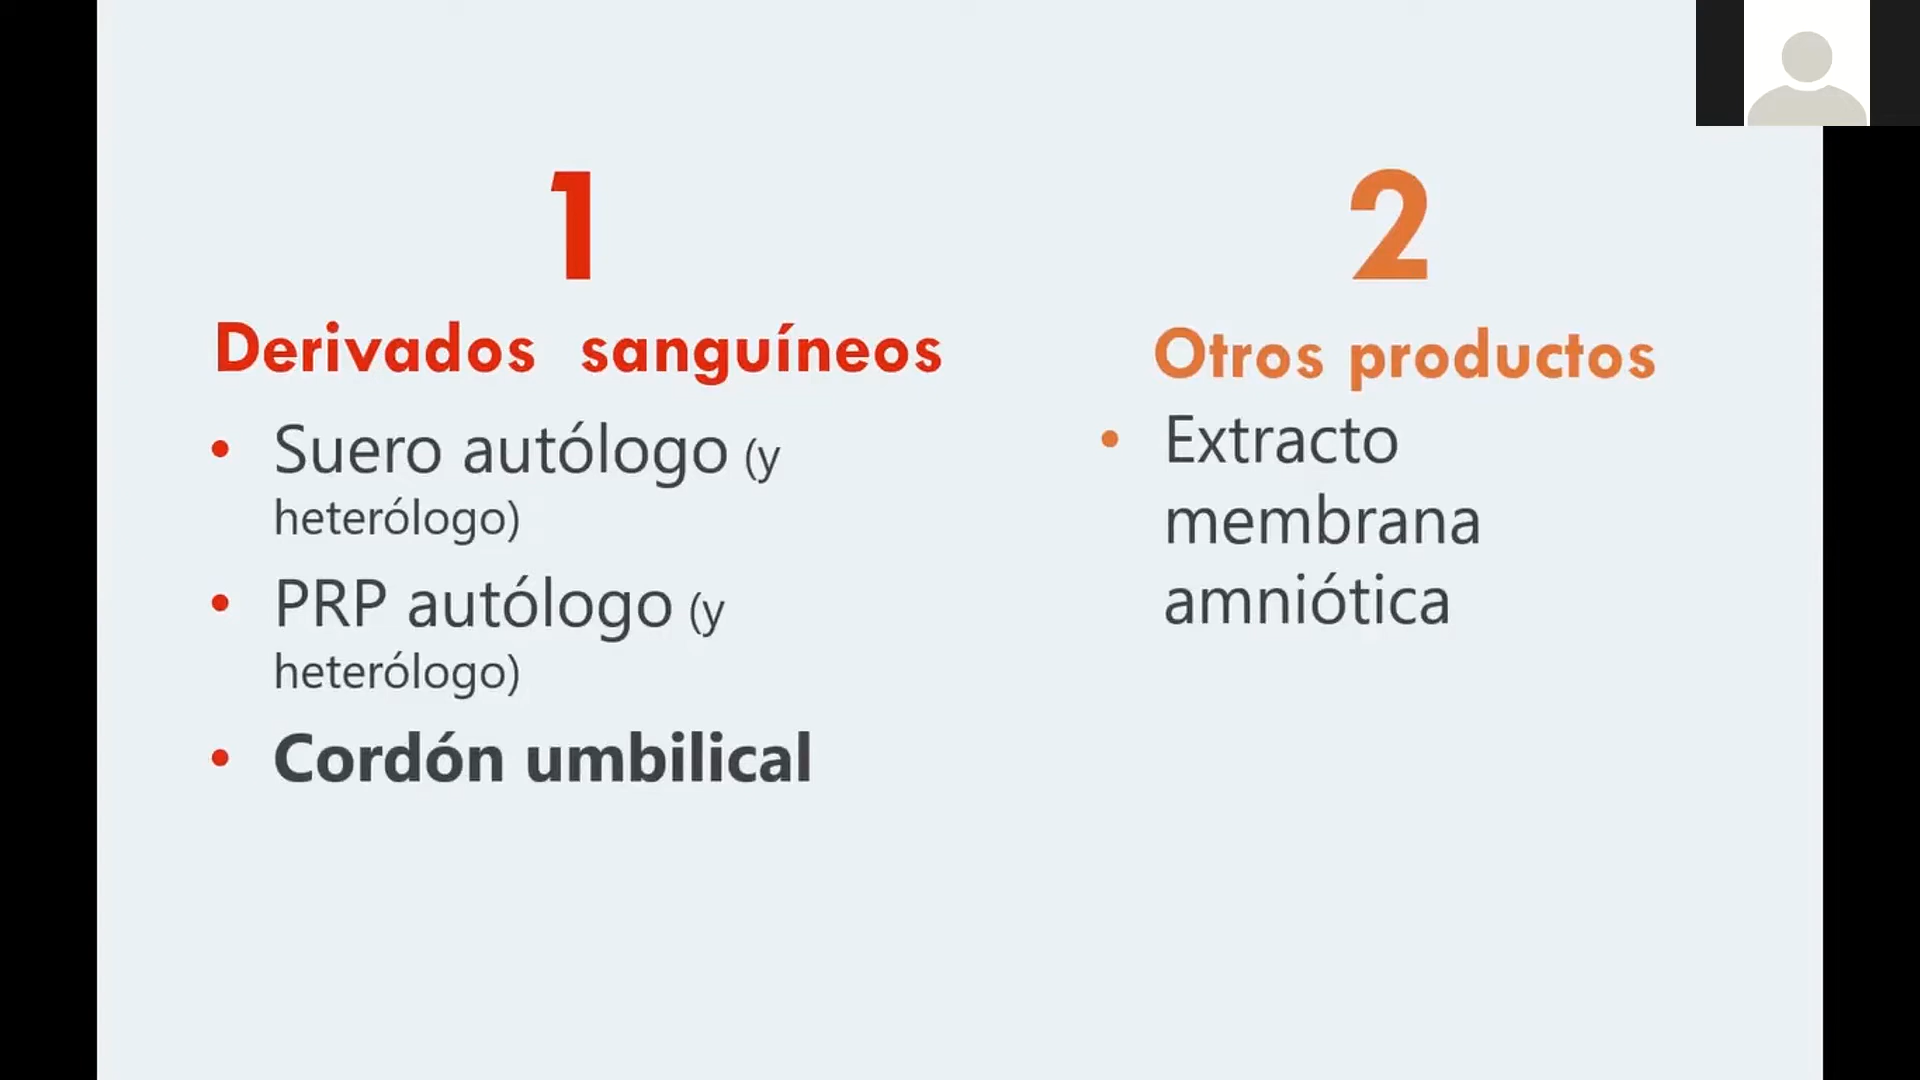 1
Derivados sanguíneos
• Suero autólogo (y
heterólogo)
• PRP autólogo (y
heterólogo)
• Cordón umbilical
2
Otros productos
• Extracto
membrana
amniótica